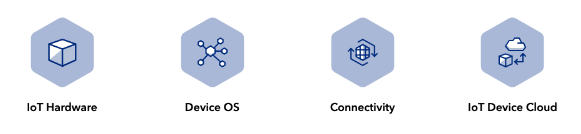 IoT Hardware
Device OS
Connectivity
IoT Device Cloud